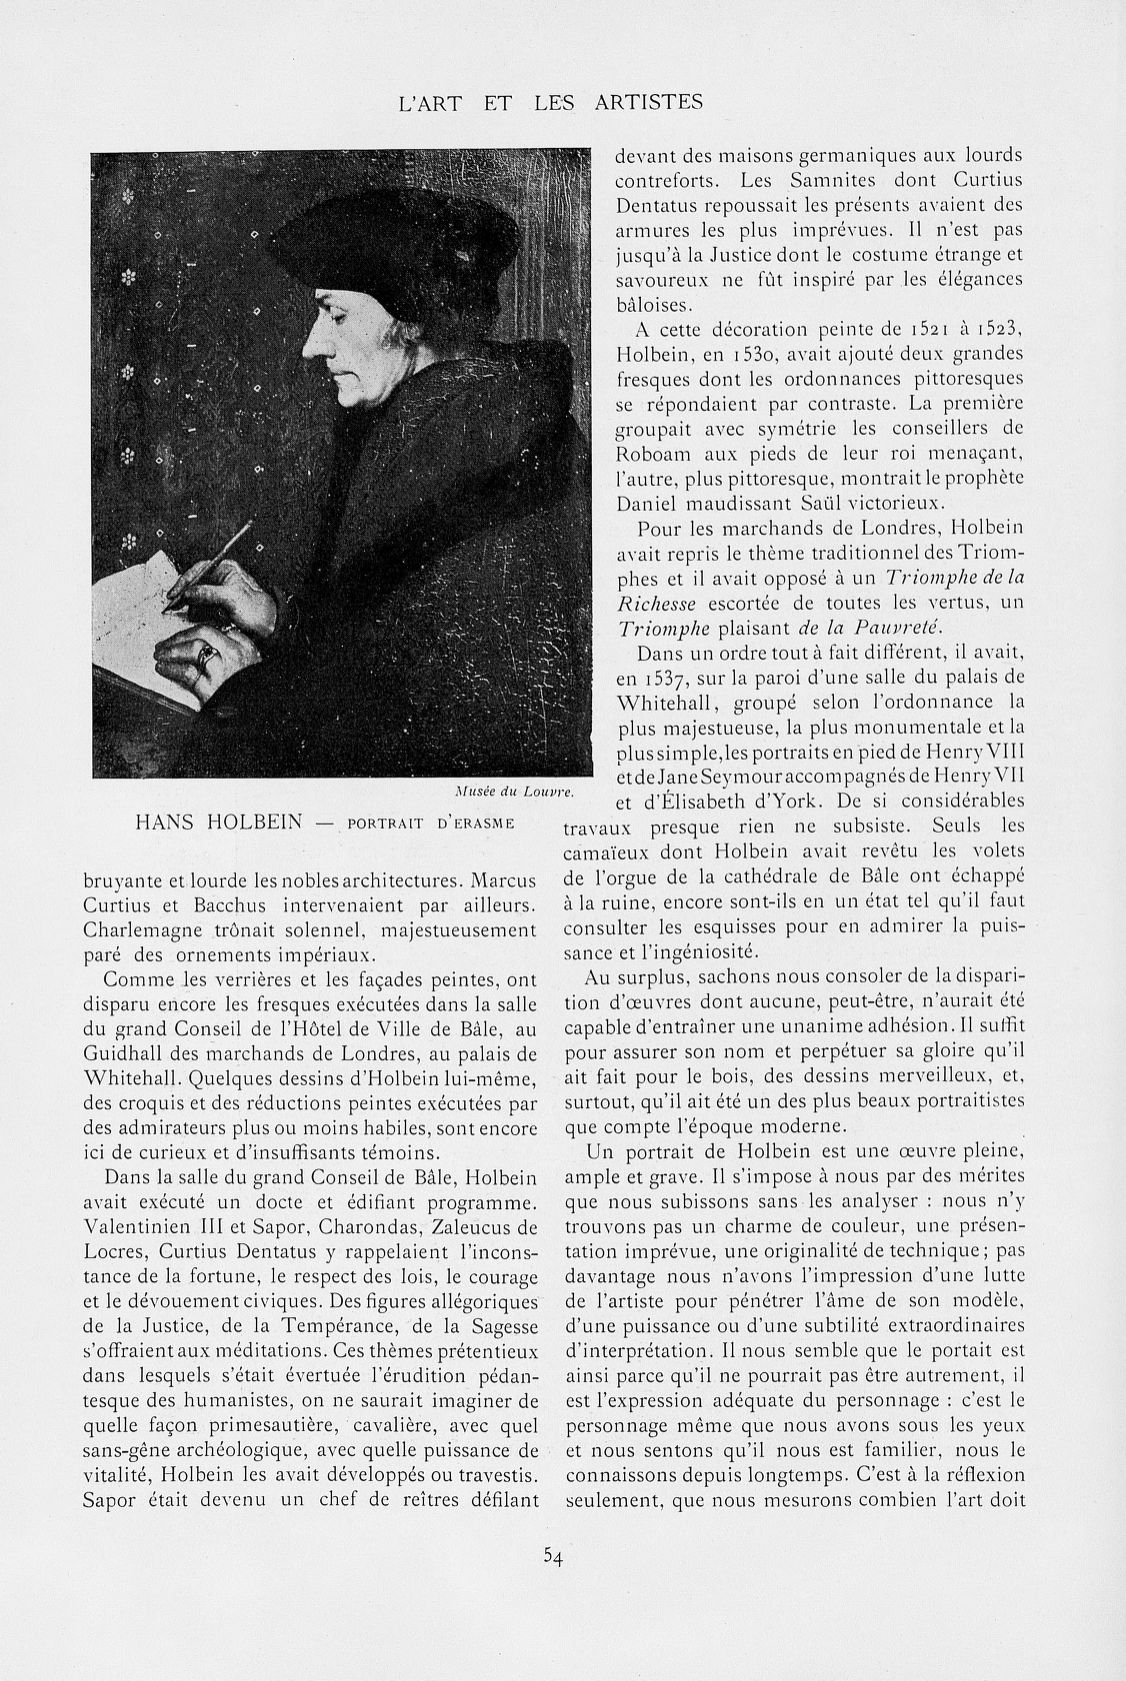 L'ART ET LES ARTISTES
Musée du Louvre.
HANS HOLBEIN — PORTRAIT D'ERASME
bruyante et lourde les nobles architectures. Marcus
Curtius et Bacchus intervenaient par ailleurs.
Charlemagne trônait solennel, majestueusement
paré des ornements impériaux.
Comme les verrières et les façades peintes, ont
disparu encore les fresques exécutées dans la salle
du grand Conseil de l'Hôtel de Ville de Bâle, au
Guidhall des marchands de Londres, au palais de
Whitehall. Quelques dessins d'Holbein lui-même,
des croquis et des réductions peintes exécutées par
des admirateurs plus ou moins habiles, sont encore
ici de curieux et d'insuffisants témoins.
Dans la salle du grand Conseil de Bâle, Holbein
avait exécuté un docte et édifiant programme.
Valentinien III et Sapor, Charondas, Zaleucus de
Locres, Curtius Dentatus y rappelaient l'incons-
tance de la fortune, le respect des lois, le courage
et le dévouement civiques. Des figures allégoriques
de la Justice, de la Tempérance, de la Sagesse
s'offraient aux méditations. Ces thèmes prétentieux
dans lesquels s'était évertuée l'érudition pédan-
tesque des humanistes, on ne saurait imaginer de
quelle façon primesautière, cavalière, avec quel
sans-gêne archéologique, avec quelle puissance de
vitalité, Holbein les avait développés ou travestis.
Sapor était devenu un chef de reîtres défilant
devant des maisons germaniques aux lourds
contreforts. Les Samnites dont Curtius
Dentatus repoussait les présents avaient des
armures les plus imprévues. Il n'est pas
jusqu'à la Justice dont le costume étrange et
savoureux ne fût inspiré par les élégances
bâloises.
A cette décoration peinte de 1521 à 1523,
Holbein, en 1530, avait ajouté deux grandes
fresques dont les ordonnances pittoresques
se répondaient par contraste. La première
groupait avec symétrie les conseillers de
Roboam aux pieds de leur roi menaçant,
l'autre, plus pittoresque, montrait le prophète
Daniel maudissant Saül victorieux.
Pour les marchands de Londres, Holbein
avait repris le thème traditionnel des Triom-
phes et il avait opposé à un Triomphe de la
Richesse escortée de toutes les vertus, un
Triomphe plaisant de la Pauvreté.
Dans un ordre tout à fait différent, il avait,
en 1537, sur la paroi d'une salle du palais de
Whitehall, groupé selon l'ordonnance la
plus majestueuse, la plus monumentale et la
plus simple, les portraits en pied de Henry VIII
et de Jane Seymour accompagnés de Henry VII
et d'Élisabeth d'York. De si considérables
travaux presque rien ne subsiste. Seuls les
camaïeux dont Holbein avait revêtu les volets
de l'orgue de la cathédrale de Bâle ont échappé
à la ruine, encore sont-ils en un état tel qu'il faut
consulter les esquisses pour en admirer la puis-
sance et l'ingéniosité.
Au surplus, sachons nous consoler de la dispari-
tion d'œuvres dont aucune, peut-être, n'aurait été
capable d'entraîner une unanime adhésion. Il suffit
pour assurer son nom et perpétuer sa gloire qu'il
ait fait pour le bois, des dessins merveilleux, et,
surtout, qu'il ait été un des plus beaux portraitistes
que compte l'époque moderne.
Un portrait de Holbein est une œuvre pleine,
ample et grave. Il s'impose à nous par des mérites
que nous subissons sans les analyser : nous n'y
trouvons pas un charme de couleur, une présen-
tation imprévue, une originalité de technique ; pas
davantage nous n'avons l'impression d'une lutte
de l'artiste pour pénétrer l'âme de son modèle,
d'une puissance ou d'une subtilité extraordinaires
d'interprétation. Il nous semble que le portait est
ainsi parce qu'il ne pourrait pas être autrement, il
est l'expression adéquate du personnage : c'est le
personnage même que nous avons sous les yeux
et nous sentons qu'il nous est familier, nous le
connaissons depuis longtemps. C'est à la réflexion
seulement, que nous mesurons combien l'art doit
54